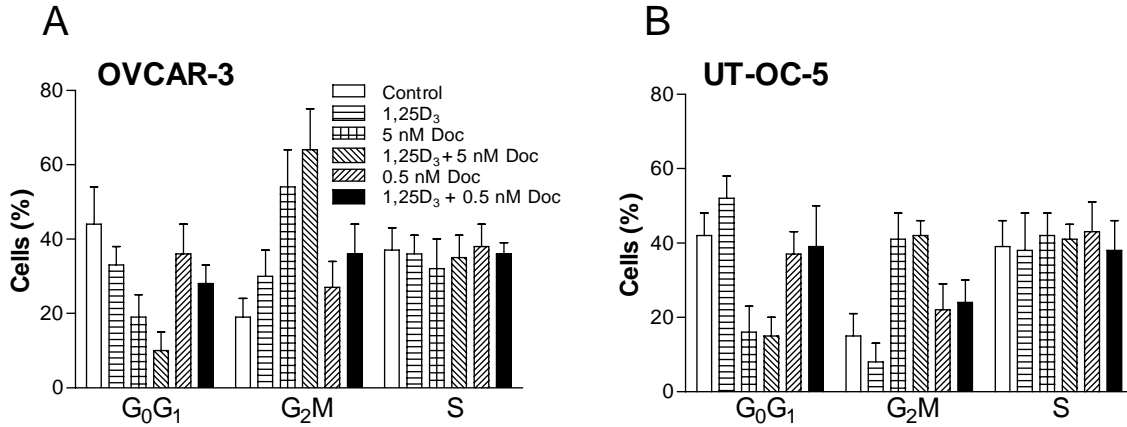 A
OVCAR-3
Cells (%)
80
60
40
20
0
Control
1,25D₃
5 nM Doc
1,25D₃ + 5 nM Doc
0.5 nM Doc
1,25D₃ + 0.5 nM Doc
G₀G₁ G₂M S
B
UT-OC-5
Cells (%)
80
60
40
20
0
G₀G₁ G₂M S